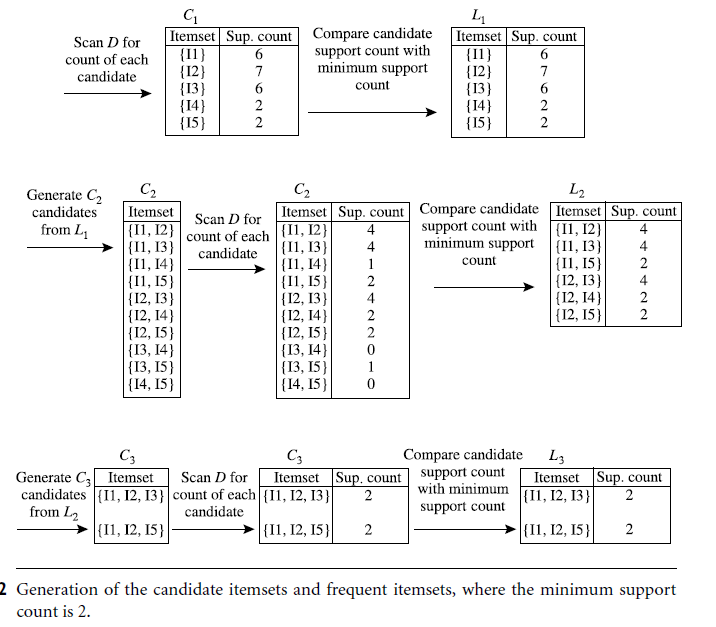 C1
Scan D for
count of each
candidate
Itemset Sup. count
{I1} 6
{I2} 7
{I3} 6
{I4} 2
{I5} 2
Compare candidate
support count with
minimum support
count
L1
Itemset Sup. count
{I1} 6
{I2} 7
{I3} 6
{I4} 2
{I5} 2
Generate C2
candidates
from L1
C2
Itemset
{I1, I2}
{I1, I3}
{I1, I4}
{I1, I5}
{I2, I3}
{I2, I4}
{I2, I5}
{I3, I4}
{I3, I5}
{I4, I5}
Scan D for
count of each
candidate
C2
Itemset Sup. count
{I1, I2} 4
{I1, I3} 4
{I1, I4} 1
{I1, I5} 2
{I2, I3} 4
{I2, I4} 2
{I2, I5} 2
{I3, I4} 0
{I3, I5} 1
{I4, I5} 0
Compare candidate
support count with
minimum support
count
L2
Itemset Sup. count
{I1, I2} 4
{I1, I3} 4
{I1, I5} 2
{I2, I3} 4
{I2, I4} 2
{I2, I5} 2
Generate C3
candidates
from L2
C3
Itemset
{I1, I2, I3}
{I1, I2, I5}
Scan D for
count of each
candidate
C3
Itemset Sup. count
{I1, I2, I3} 2
{I1, I2, I5} 2
Compare candidate
support count
with minimum
support count
L3
Itemset Sup. count
{I1, I2, I3} 2
{I1, I2, I5} 2
2 Generation of the candidate itemsets and frequent itemsets, where the minimum support
count is 2.